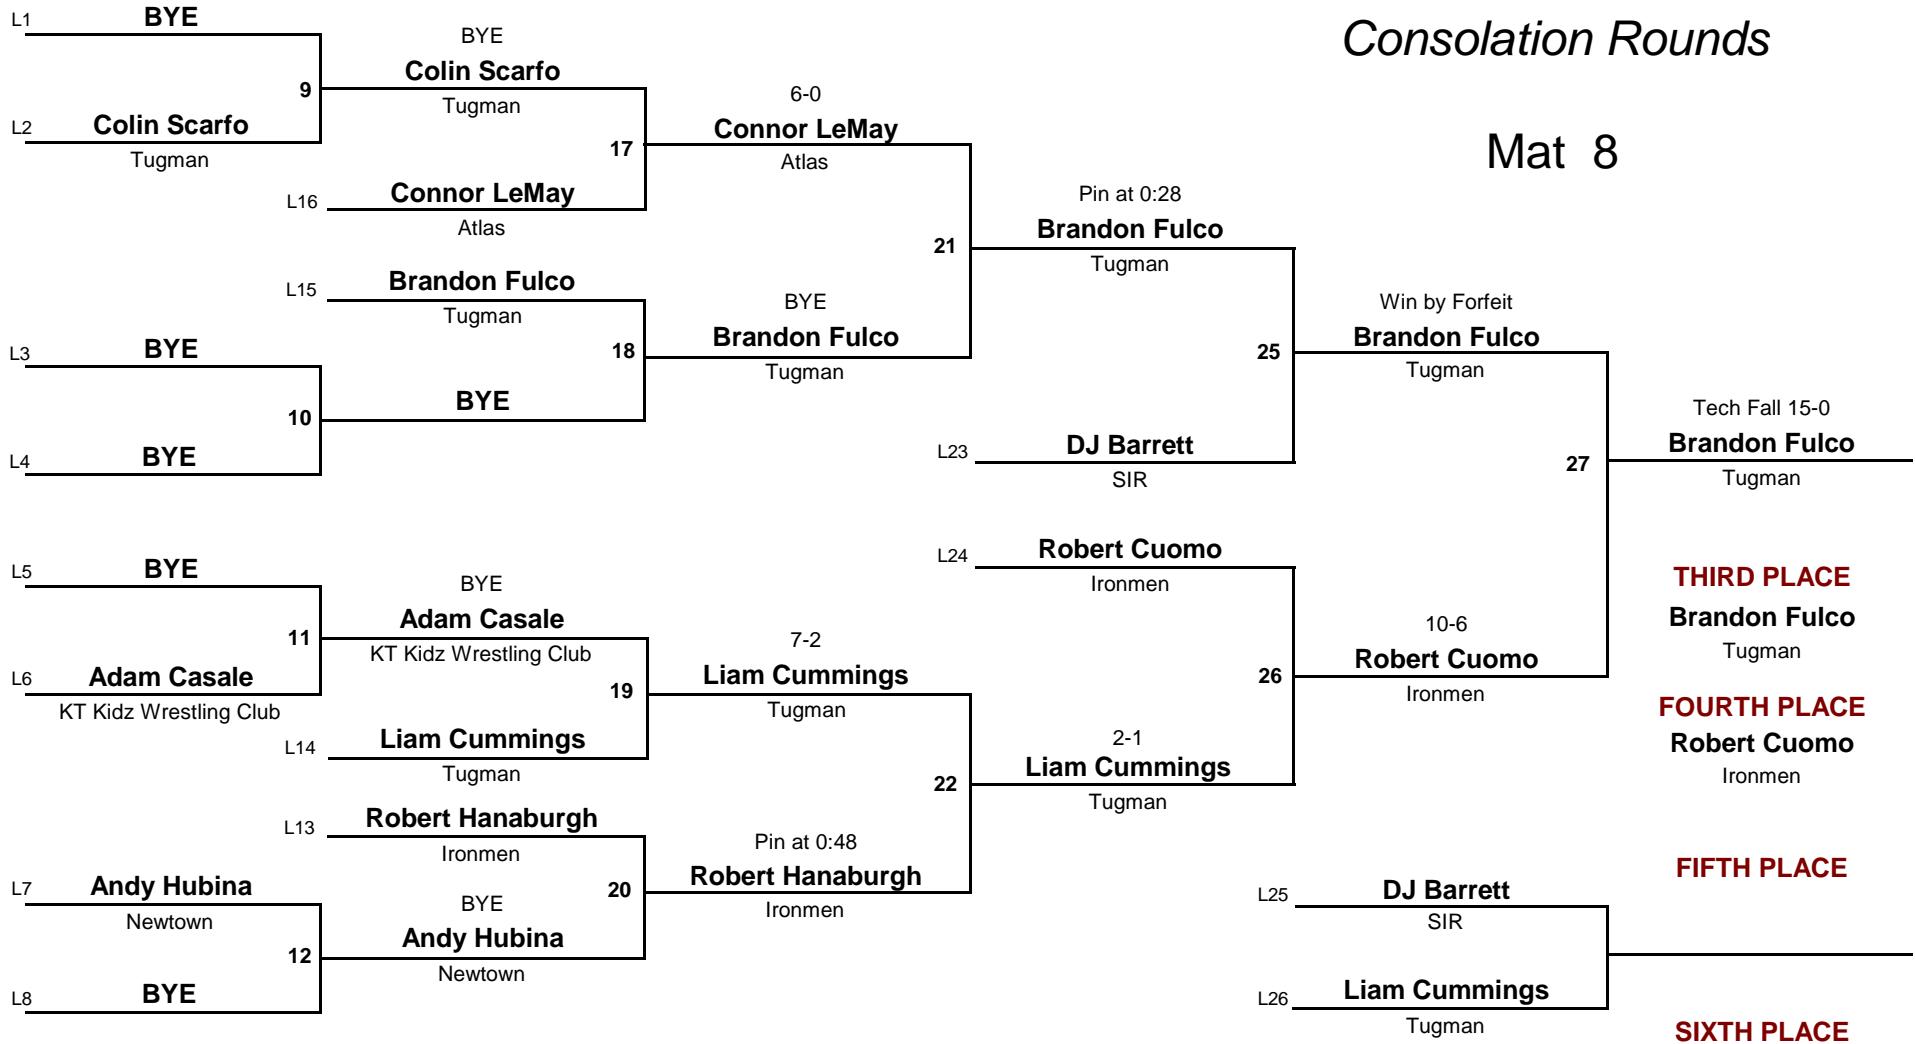 Consolation Rounds
Mat 8
L1 BYE
9
L2 Colin Scarfo
Tugman
BYE
Colin Scarfo
Tugman
17
L16 Connor LeMay
Atlas
6-0
Connor LeMay
Atlas
L15 Brandon Fulco
Tugman
18
L3 BYE
10
BYE
L4 BYE
BYE
Brandon Fulco
Tugman
21
Pin at 0:28
Brandon Fulco
Tugman
25
L23 DJ Barrett
SIR
Win by Forfeit
Brandon Fulco
Tugman
27
Tech Fall 15-0
Brandon Fulco
Tugman
L5 BYE
11
L6 Adam Casale
KT Kidz Wrestling Club
BYE
Adam Casale
KT Kidz Wrestling Club
19
L14 Liam Cummings
Tugman
7-2
Liam Cummings
Tugman
L13 Robert Hanaburgh
Ironmen
20
L7 Andy Hubina
Newtown
12
L8 BYE
BYE
Andy Hubina
Newtown
Pin at 0:48
Robert Hanaburgh
Ironmen
22
L24 Robert Cuomo
Ironmen
26
2-1
Liam Cummings
Tugman
10-6
Robert Cuomo
Ironmen
THIRD PLACE
Brandon Fulco
Tugman
FOURTH PLACE
Robert Cuomo
Ironmen
FIFTH PLACE
L25 DJ Barrett
SIR
L26 Liam Cummings
Tugman
SIXTH PLACE